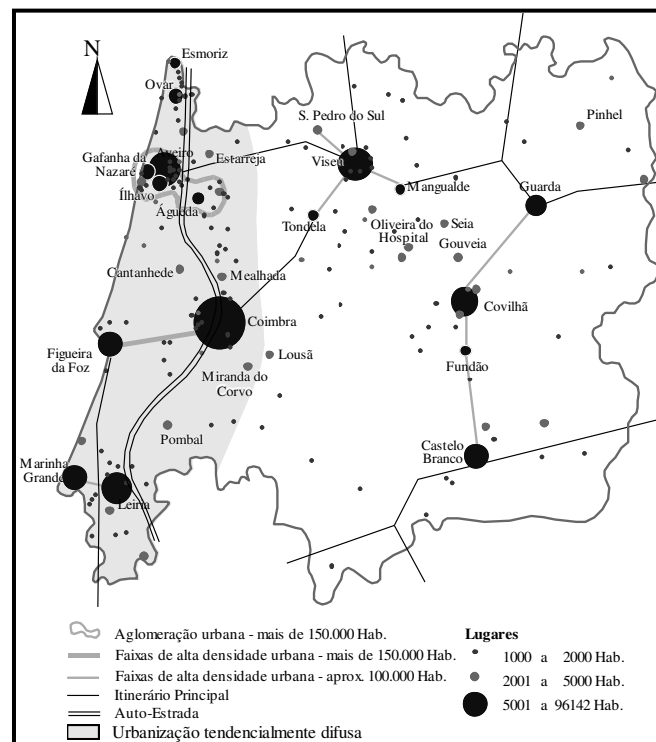 N
Esmoriz
Ovar
S. Pedro do Sul
Pinhel
Aveiro
Estarreja
Viseu
Gafanha da
Nazaré
Mangualde
Guarda
Ílhavo
Águeda
Tondela
Oliveira do
Hospital
Seia
Gouveia
Cantanhede
Mealhada
Covilhã
Coimbra
Figueira
da Foz
Lousã
Fundão
Miranda do
Corvo
Pombal
Castelo
Branco
Marinha
Grande
Leiria
Aglomeração urbana - mais de 150.000 Hab.
Faixas de alta densidade urbana - mais de 150.000 Hab.
Faixas de alta densidade urbana - aprox. 100.000 Hab.
Itinerário Principal
Auto-Estrada
Urbanização tendencialmente difusa
Lugares
1000 a 2000 Hab.
2001 a 5000 Hab.
5001 a 96142 Hab.